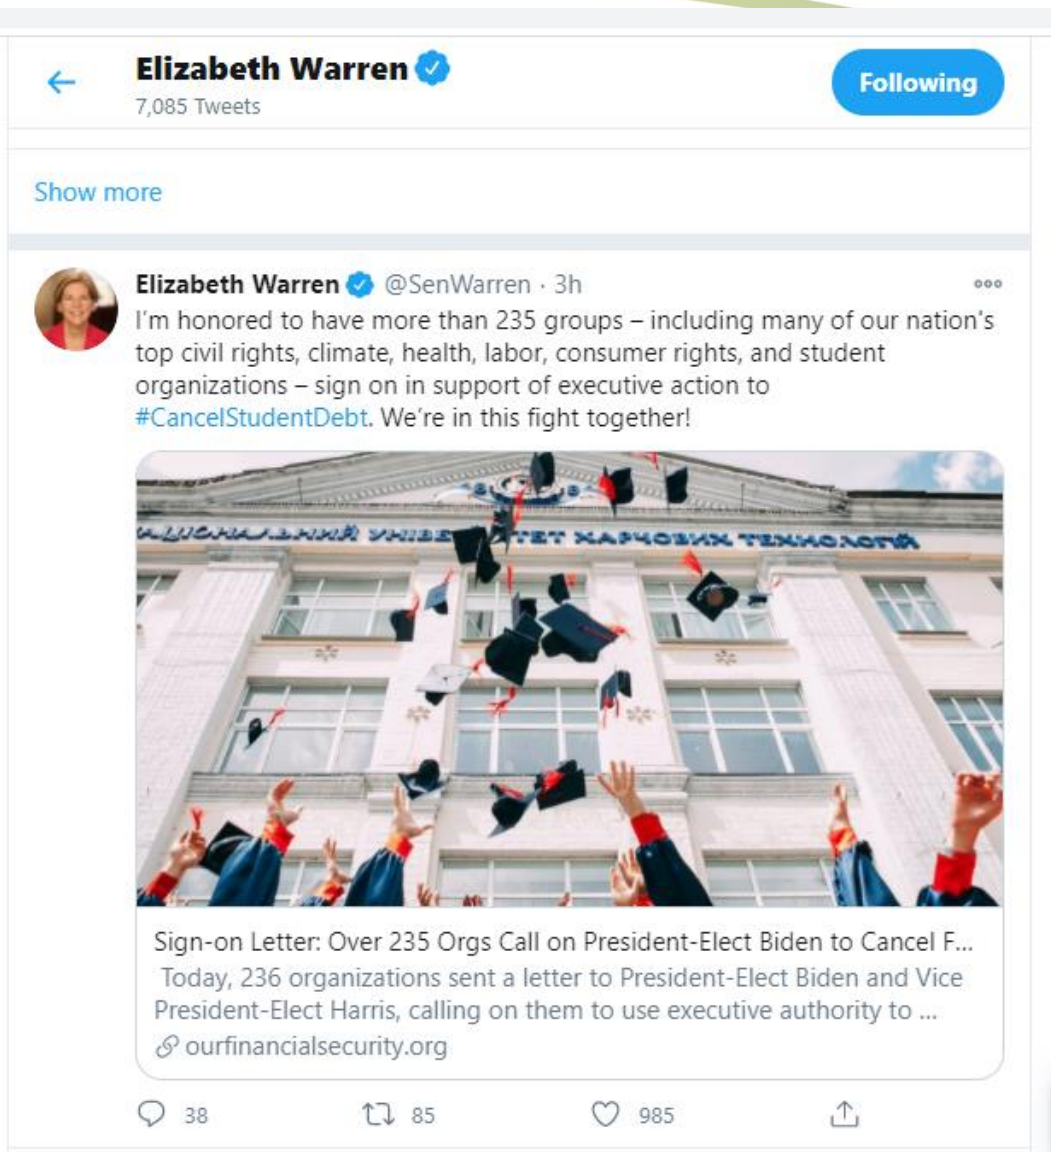 Elizabeth Warren
Following
7,085 Tweets
Show more
Elizabeth Warren @SenWarren · 3h
I'm honored to have more than 235 groups – including many of our nation's
top civil rights, climate, health, labor, consumer rights, and student
organizations – sign on in support of executive action to
#CancelStudentDebt. We're in this fight together!
ХАРЧОВИХ ТЕХНОЛОГІЙ
Sign-on Letter: Over 235 Orgs Call on President-Elect Biden to Cancel F...
Today, 236 organizations sent a letter to President-Elect Biden and Vice
President-Elect Harris, calling on them to use executive authority to ...
ourfinancialsecurity.org
38 85 985